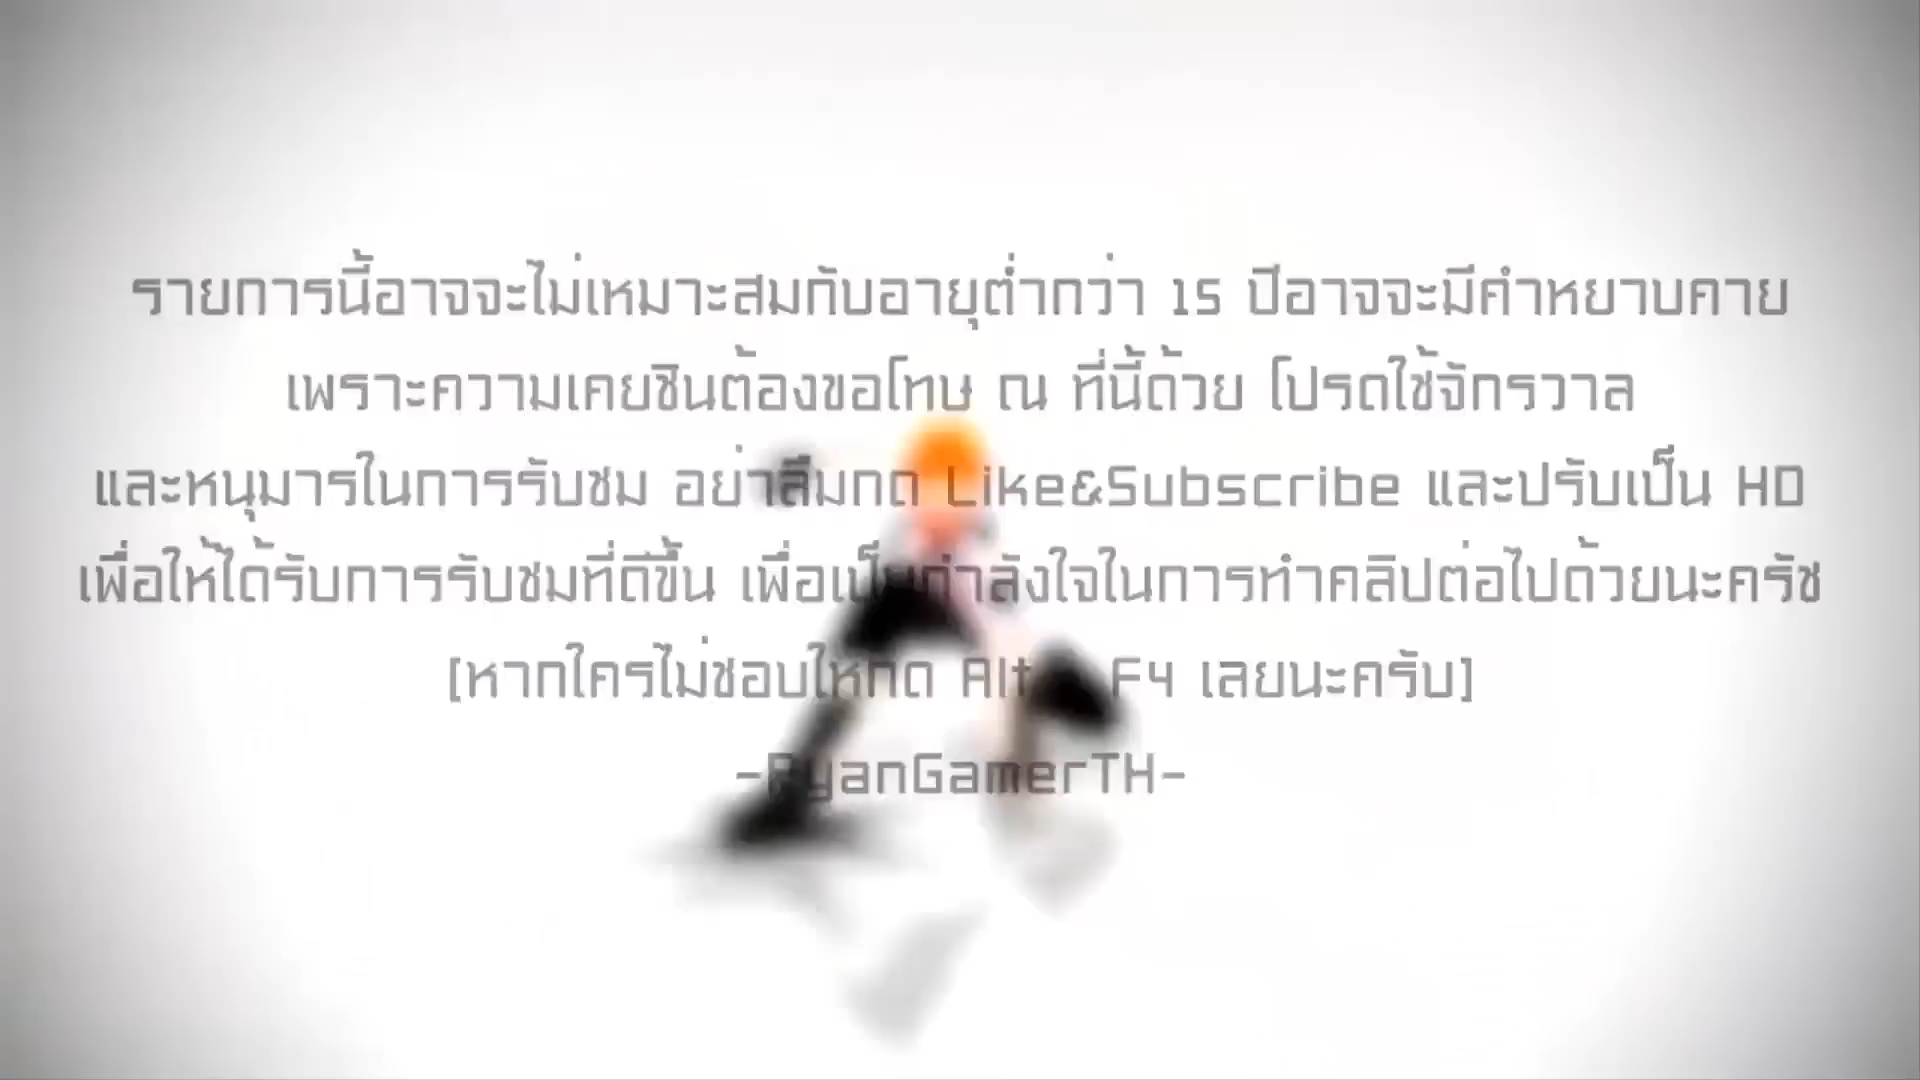 รายการนี้อาจจะไม่เหมาะสมกับอายุต่ำกว่า 15 ปีอาจจะมีคำหยาบคาย
เพราะความเคยชินต้องขอโทษ ณ ที่นี้ด้วย โปรดใช้จักรวาล
และหนุมารในการรับชม อย่าลืมกด Like&Subscribe และปรับเป็น HD
เพื่อให้ได้รับการรับชมที่ดีขึ้น เพื่อเป็นกำลังใจในการทำคลิปต่อไปด้วยนะครัช
[หากใครไม่ชอบให้กด Alt F4 เลยนะครับ]
-RyanGamerTH-